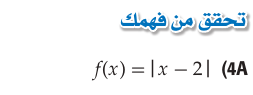 تحقق من فهمك
(4A f(x) = |x − 2|